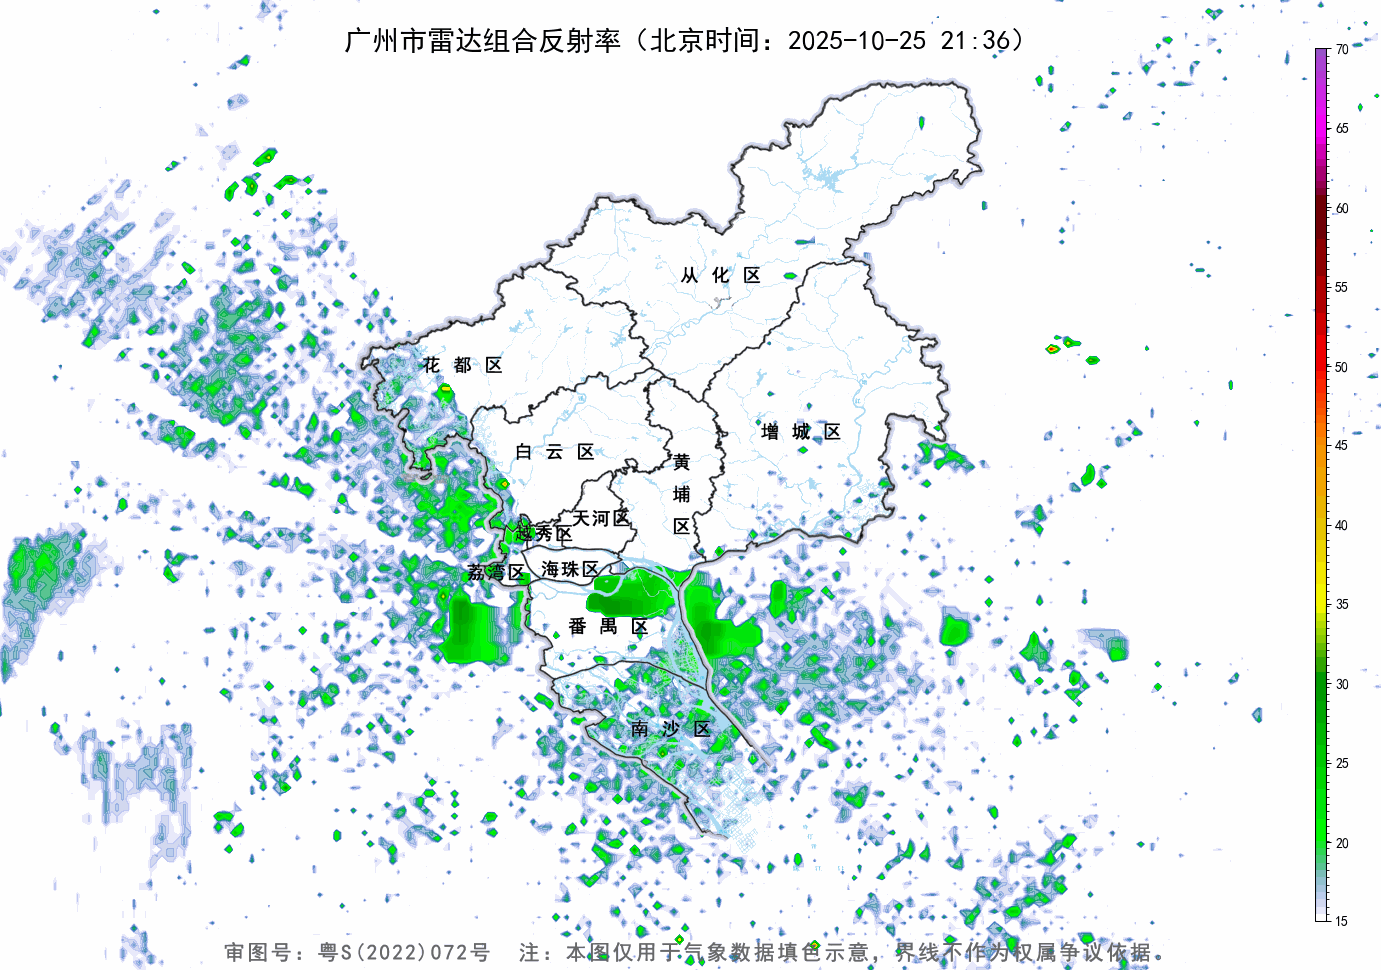 广州市雷达组合反射率（北京时间：2025-10-25 21:36）
70
65
60
55
50
45
40
35
30
25
20
15
从化区
花都区
增城区
白云区
黄埔区
天河区
越秀区
海珠区
荔湾区
番禺区
南沙区
审图号：粤S(2022)072号 注：本图仅用于气象数据填色示意，界线不作为权属争议依据。